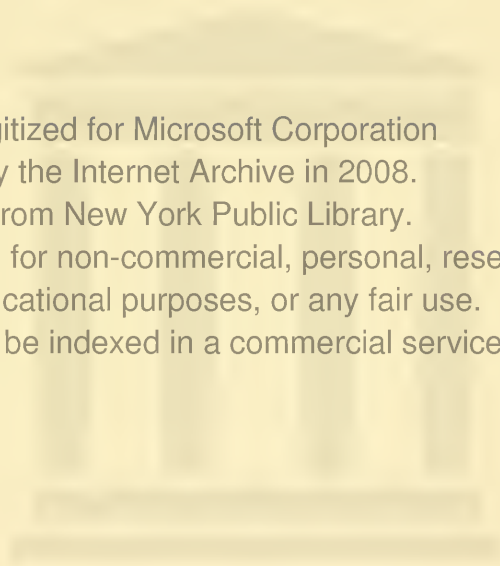 gitized for Microsoft Corporation
y the Internet Archive in 2008.
rom New York Public Library.
for non-commercial, personal, rese
cational purposes, or any fair use.
be indexed in a commercial service